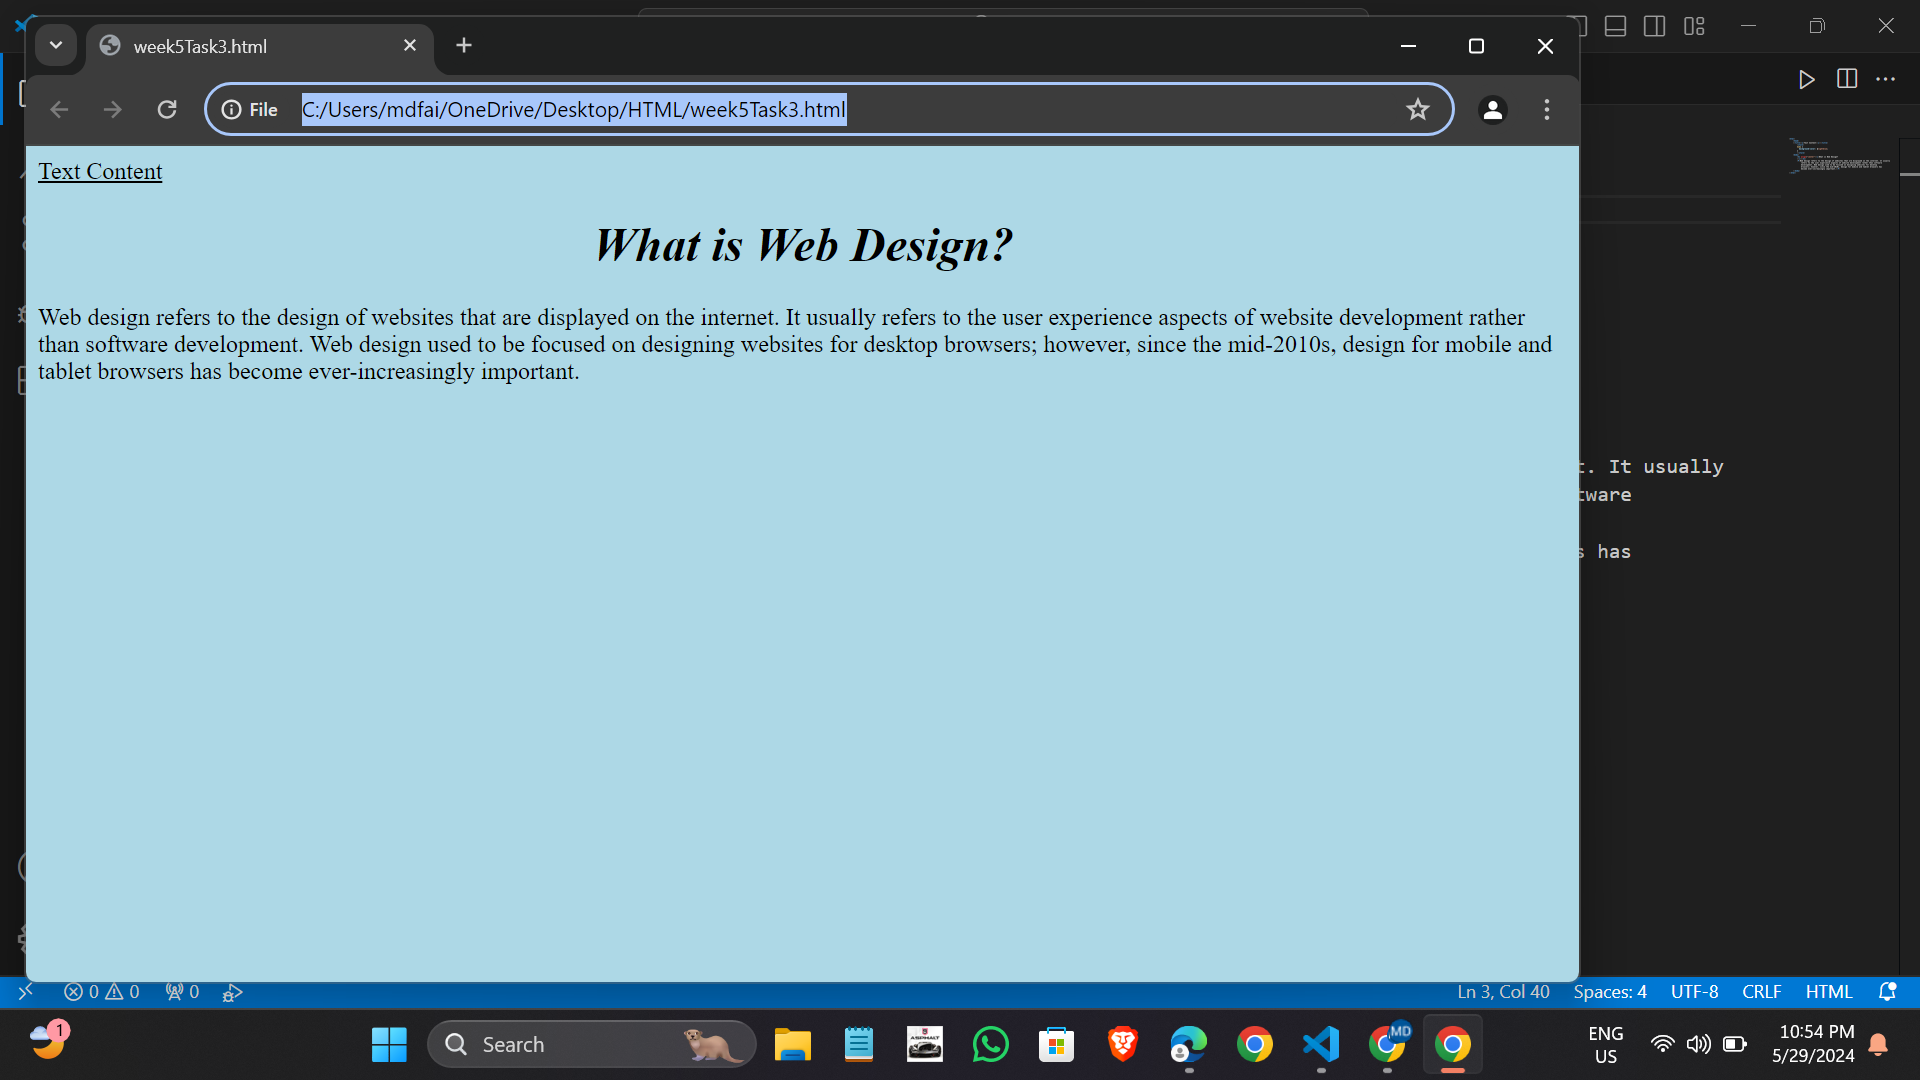 week5Task3.html
File C:/Users/mdfai/OneDrive/Desktop/HTML/week5Task3.html
Text Content
What is Web Design?
Web design refers to the design of websites that are displayed on the internet. It usually refers to the user experience aspects of website development rather
than software development. Web design used to be focused on designing websites for desktop browsers; however, since the mid-2010s, design for mobile and
tablet browsers has become ever-increasingly important.
. It usually
tware
s has
0 0 0
Ln 3, Col 40 Spaces: 4 UTF-8 CRLF HTML
1
Search
ASPHALT
MD
ENG
US
10:54 PM
5/29/2024